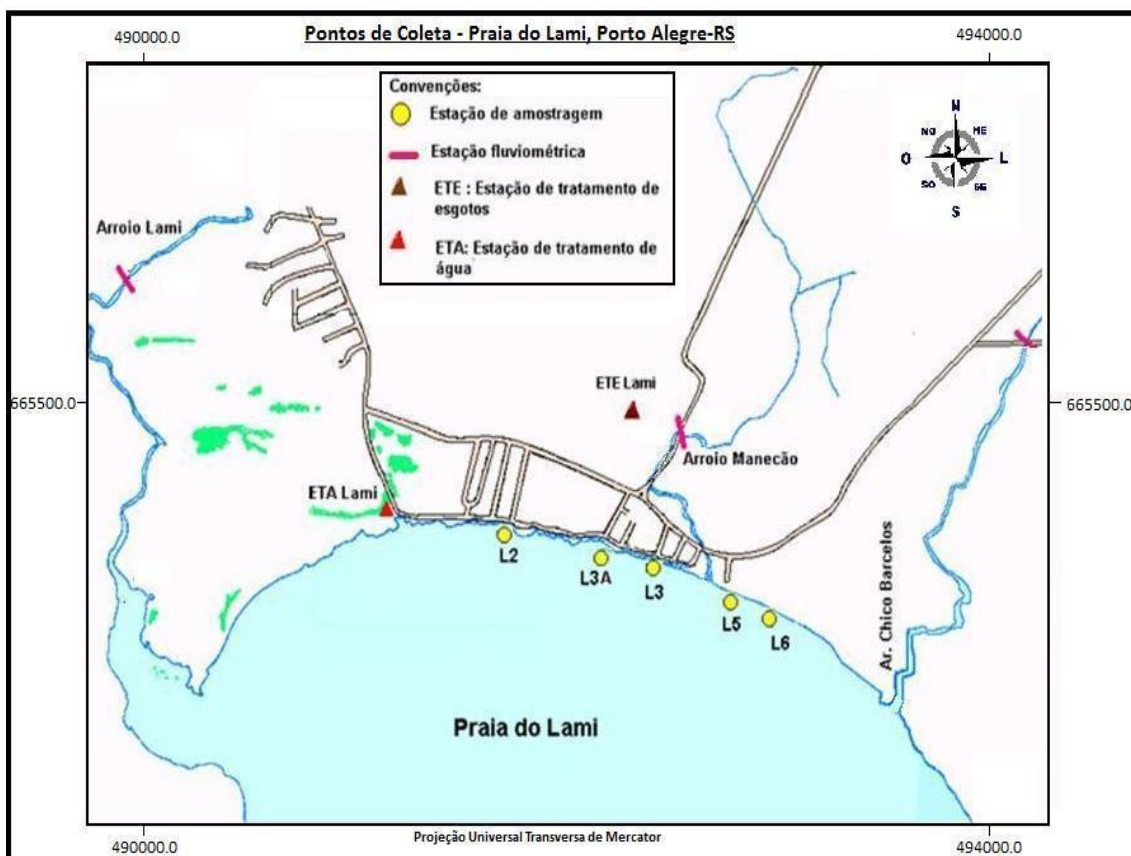 Pontos de Coleta - Praia do Lami, Porto Alegre-RS
490000.0
494000.0
Convenções:
Estação de amostragem
Estação fluviométrica
ETE : Estação de tratamento de
esgotos
ETA: Estação de tratamento de
água
N
NO
NE
O
L
SO
SE
S
Arroio Lami
665500.0
665500.0
ETE Lami
Arroio Manecão
ETA Lami
L2
L3A
L3
L5
L6
Ar. Chico Barcelos
Praia do Lami
490000.0
Projeção Universal Transversa de Mercator
494000.0